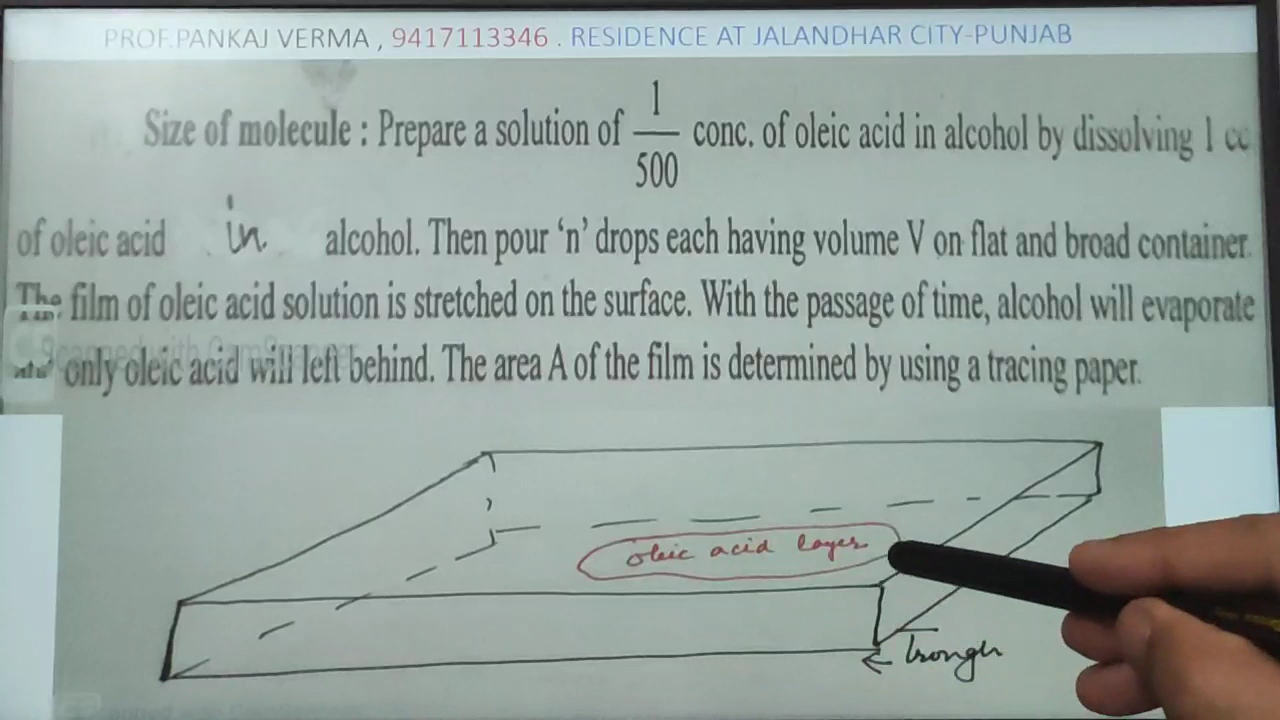 PROF.PANKAJ VERMA , 9417113346 . RESIDENCE AT JALANDHAR CITY-PUNJAB
Size of molecule : Prepare a solution of 1/500 conc. of oleic acid in alcohol by dissolving 1 cc
of oleic acid in alcohol. Then pour ‘n’ drops each having volume V on flat and broad container.
The film of oleic acid solution is stretched on the surface. With the passage of time, alcohol will evaporate
and only oleic acid will left behind. The area A of the film is determined by using a tracing paper.
oleic acid layer
Trough